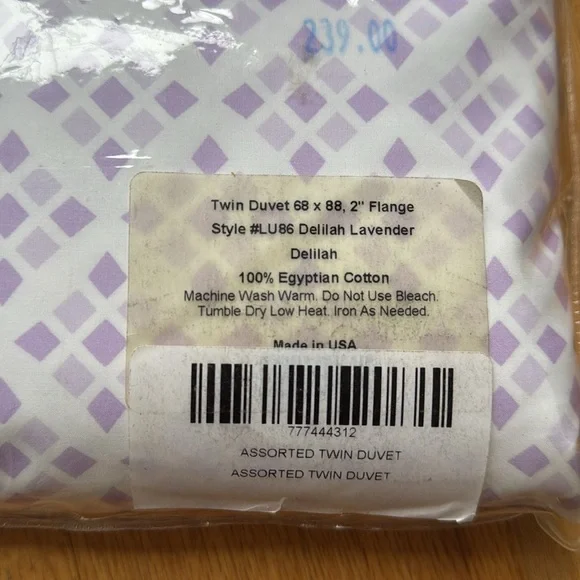 839.00
Twin Duvet 68 x 88, 2" Flange
Style #LU86 Delilah Lavender
Delilah
100% Egyptian Cotton
Machine Wash Warm. Do Not Use Bleach.
Tumble Dry Low Heat. Iron As Needed.
Made in USA
777444312
ASSORTED TWIN DUVET
ASSORTED TWIN DUVET